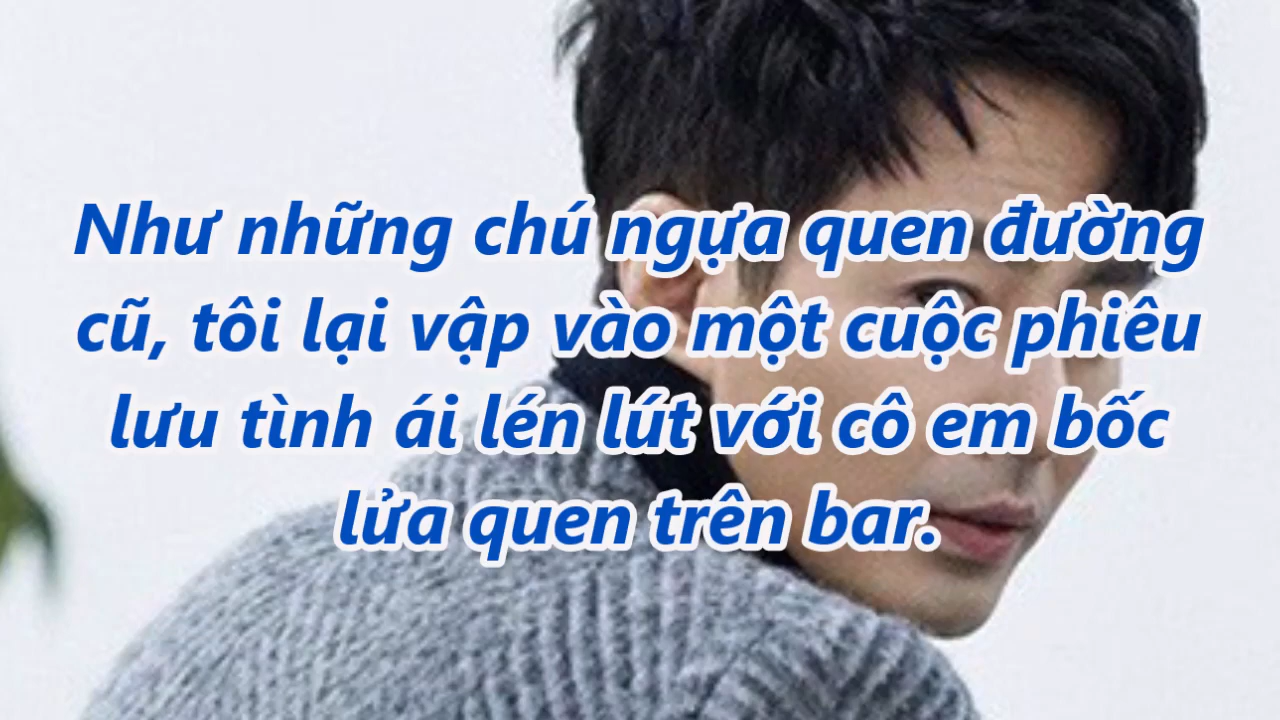 Như những chú ngựa quen đường
cũ, tôi lại vập vào một cuộc phiêu
lưu tình ái lén lút với cô em bốc
lửa quen trên bar.